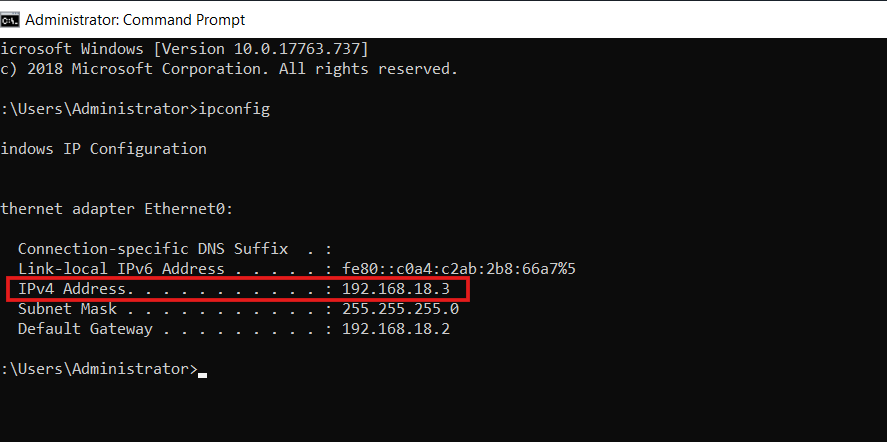 Administrator: Command Prompt
icrosoft Windows [Version 10.0.17763.737]
c) 2018 Microsoft Corporation. All rights reserved.
:\Users\Administrator>ipconfig
indows IP Configuration
thernet adapter Ethernet0:
Connection-specific DNS Suffix  . :
Link-local IPv6 Address . . . . . : fe80::c0a4:c2ab:2b8:66a7%5
IPv4 Address. . . . . . . . . . . : 192.168.18.3
Subnet Mask . . . . . . . . . . . : 255.255.255.0
Default Gateway . . . . . . . . . : 192.168.18.2
:\Users\Administrator>